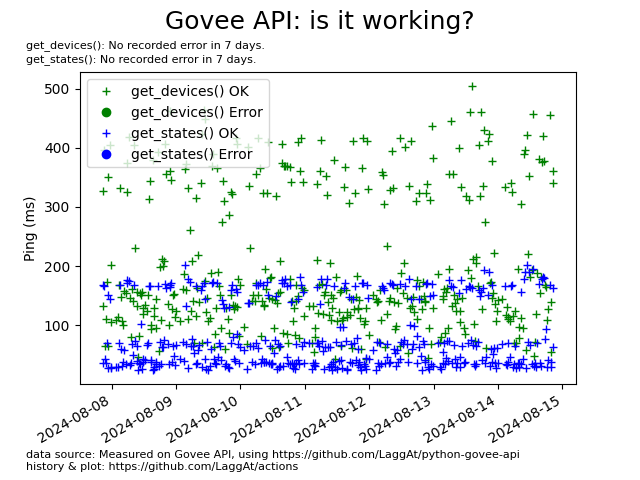 Govee API: is it working?
get_devices(): No recorded error in 7 days.
get_states(): No recorded error in 7 days.
get_devices() OK
get_devices() Error
get_states() OK
get_states() Error
Ping (ms)
500
400
300
200
100
2024-08-08
2024-08-09
2024-08-10
2024-08-11
2024-08-12
2024-08-13
2024-08-14
2024-08-15
data source: Measured on Govee API, using https://github.com/LaggAt/python-govee-api
history & plot: https://github.com/LaggAt/actions